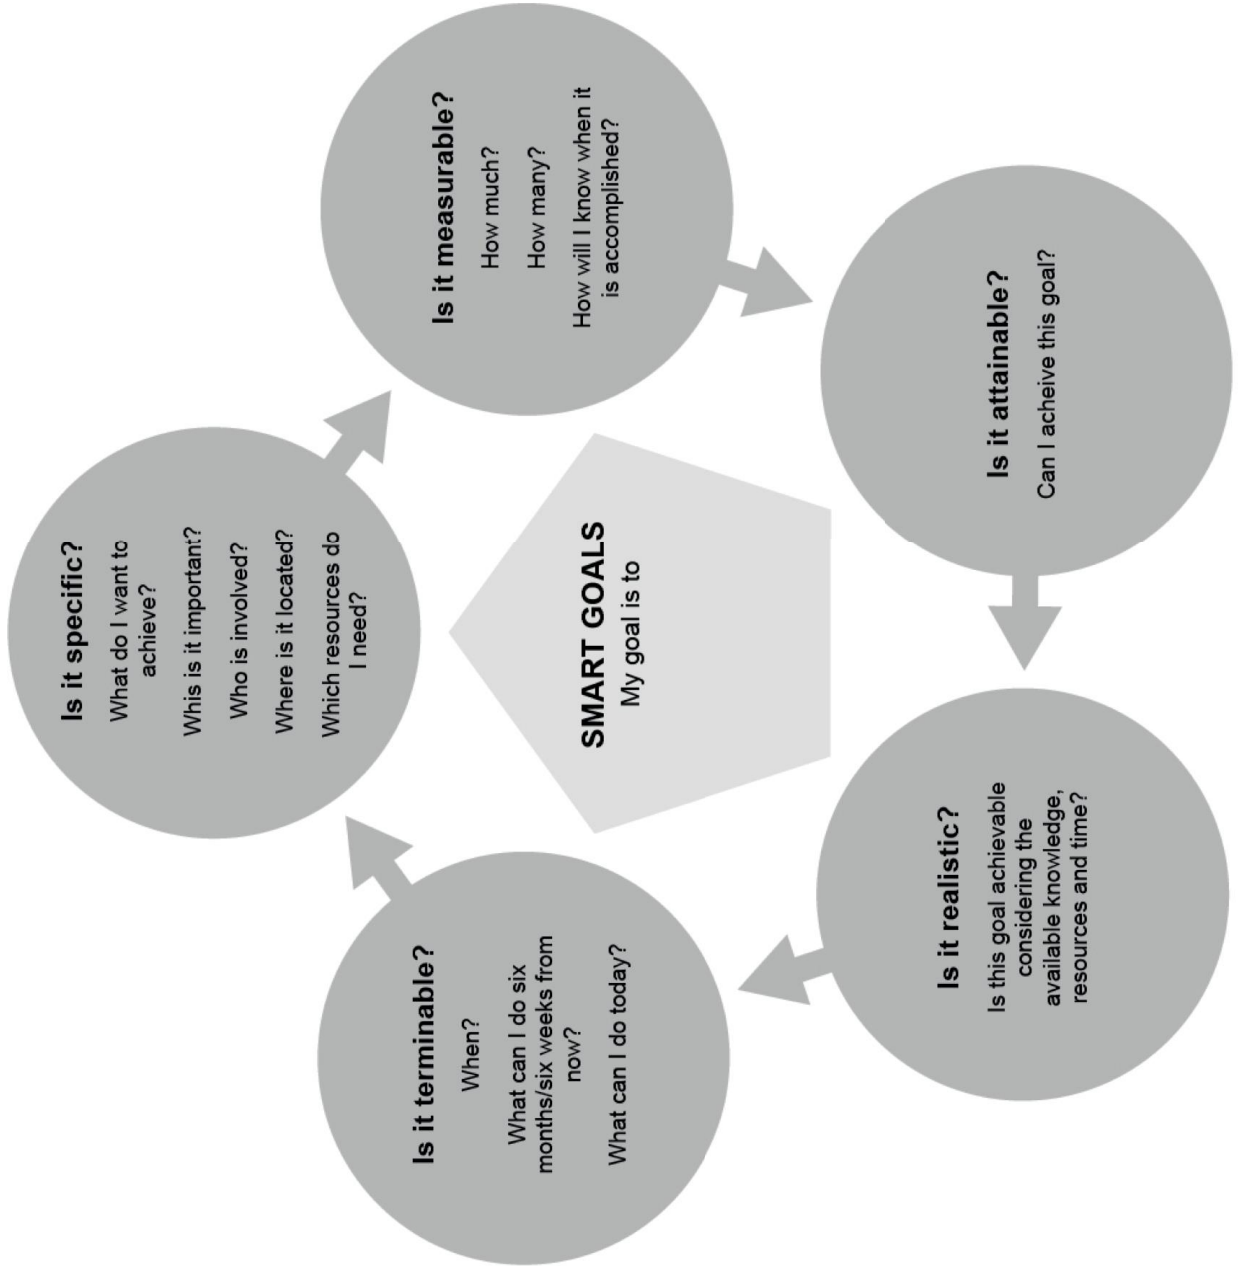 Is it specific?
What do I want to
achieve?
Whis is it important?
Who is involved?
Where is it located?
Which resources do
I need?
Is it measurable?
How much?
How many?
How will I know when it
is accomplished?
Is it attainable?
Can I acheive this goal?
Is it realistic?
Is this goal achievable
considering the
available knowledge,
resources and time?
Is it terminable?
When?
What can I do six
months/six weeks from
now?
What can I do today?
SMART GOALS
My goal is to